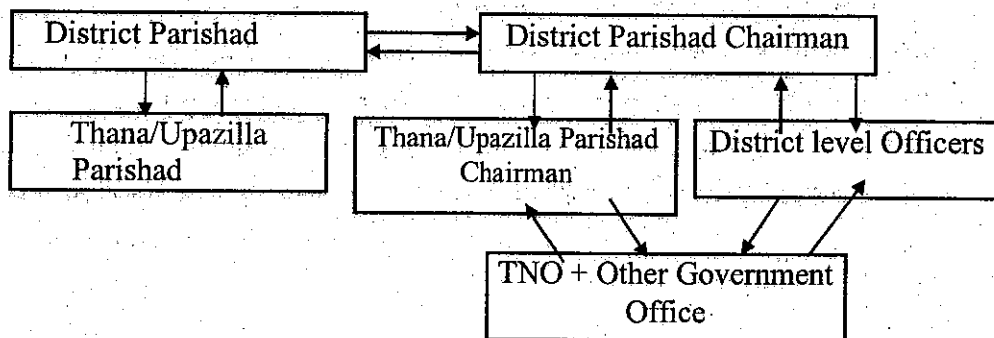 District Parishad
District Parishad Chairman
Thana/Upazilla
Parishad
Thana/Upazilla Parishad
Chairman
District level Officers
TNO + Other Government
Office